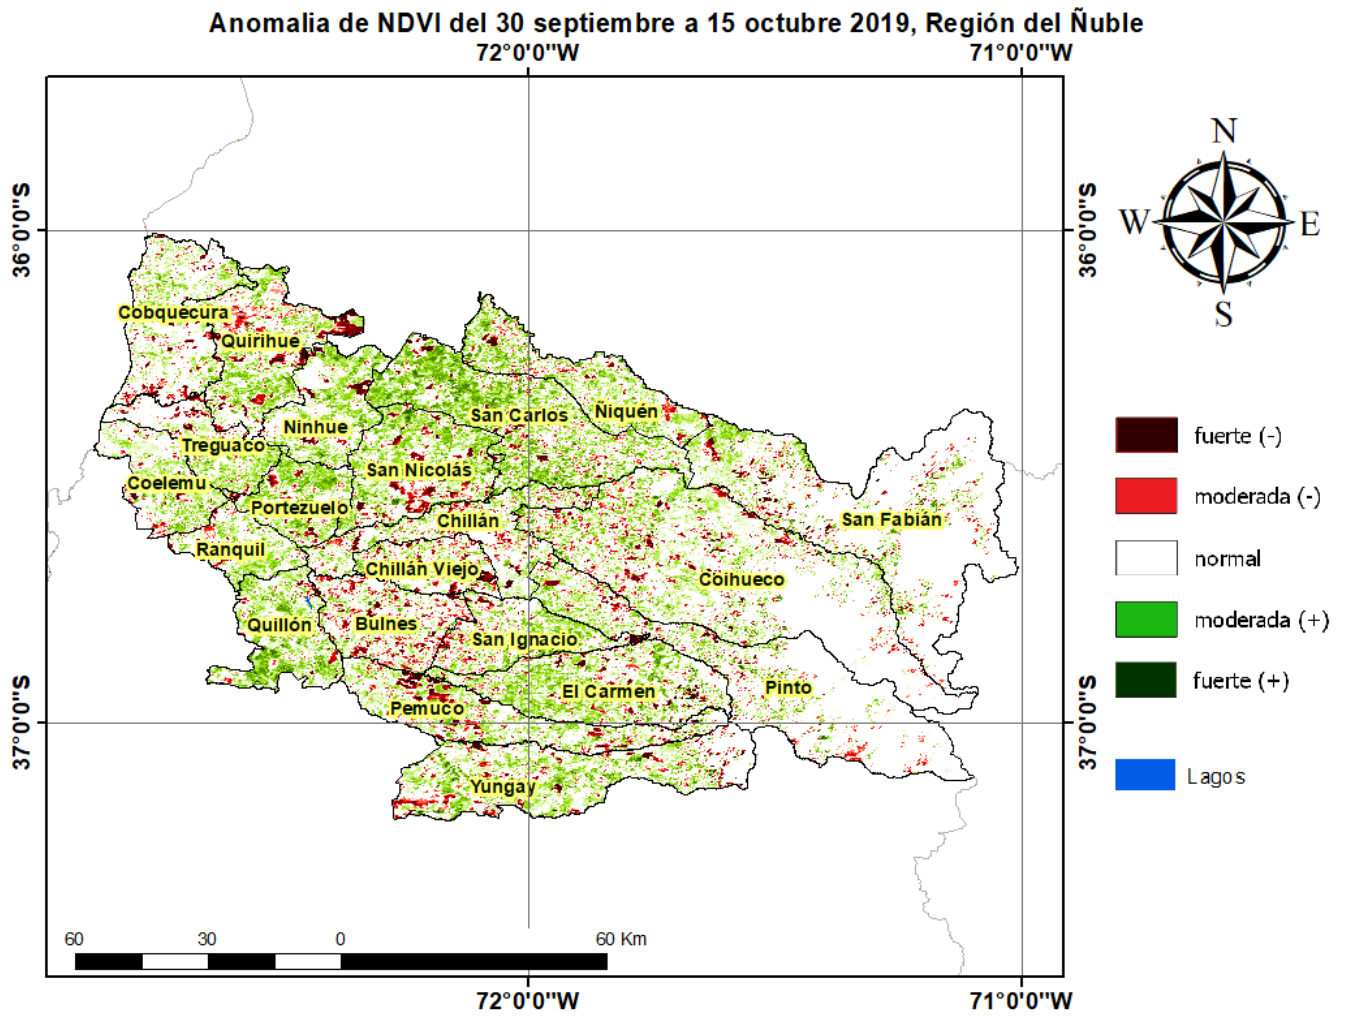 Anomalia de NDVI del 30 septiembre a 15 octubre 2019, Región del Ñuble
72°0'0"W
71°0'0"W
36°0'0"S
36°0'0"S
N
W
E
S
Cobquecura
Quirihue
San Carlos
Ñiquén
Ninhue
Treguaco
San Nicolás
Coelemu
Portezuelo
Chillán
San Fabián
Ranquil
Chillán Viejo
Coihueco
Quillón
Bulnes
San Ignacio
El Carmen
Pinto
Pemuco
Yungay
37°0'0"S
37°0'0"S
fuerte (-)
moderada (-)
normal
moderada (+)
fuerte (+)
Lagos
60 30 0 60 Km
72°0'0"W
71°0'0"W